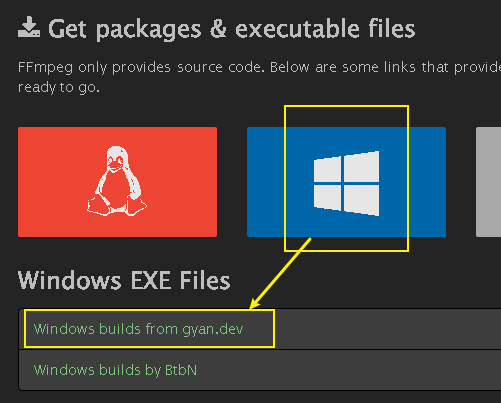 Get packages & executable files
FFmpeg only provides source code. Below are some links that provide
ready to go.
Windows EXE Files
Windows builds from gyan.dev
Windows builds by BtbN